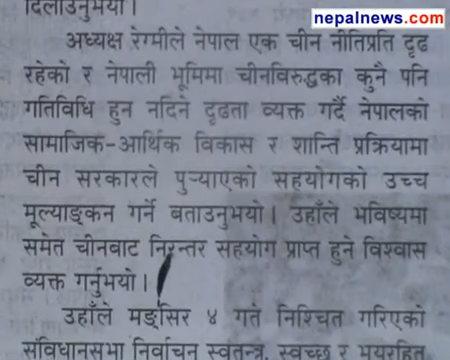 nepalnews.com
दिलाउनुभयो।
अध्यक्ष रेग्मीले नेपाल एक चीन नीतिप्रति दृढ
रहेको र नेपाली भूमिमा चीनविरुद्धका कुनै पनि
गतिविधि हुन नदिने दृढता व्यक्त गर्दै नेपालको
सामाजिक-आर्थिक विकास र शान्ति प्रक्रियामा
चीन सरकारले पुऱ्याएको सहयोगको उच्च
मूल्याङ्कन गर्ने बताउनुभयो। उहाँले भविष्यमा
समेत चीनबाट निरन्तर सहयोग प्राप्त हुने विश्वास
व्यक्त गर्नुभयो।
उहाँले मङ्सिर ४ गते निश्चित गरिएको
संविधानसभा निर्वाचन स्वतन्त्र, स्वच्छ र भयरहित